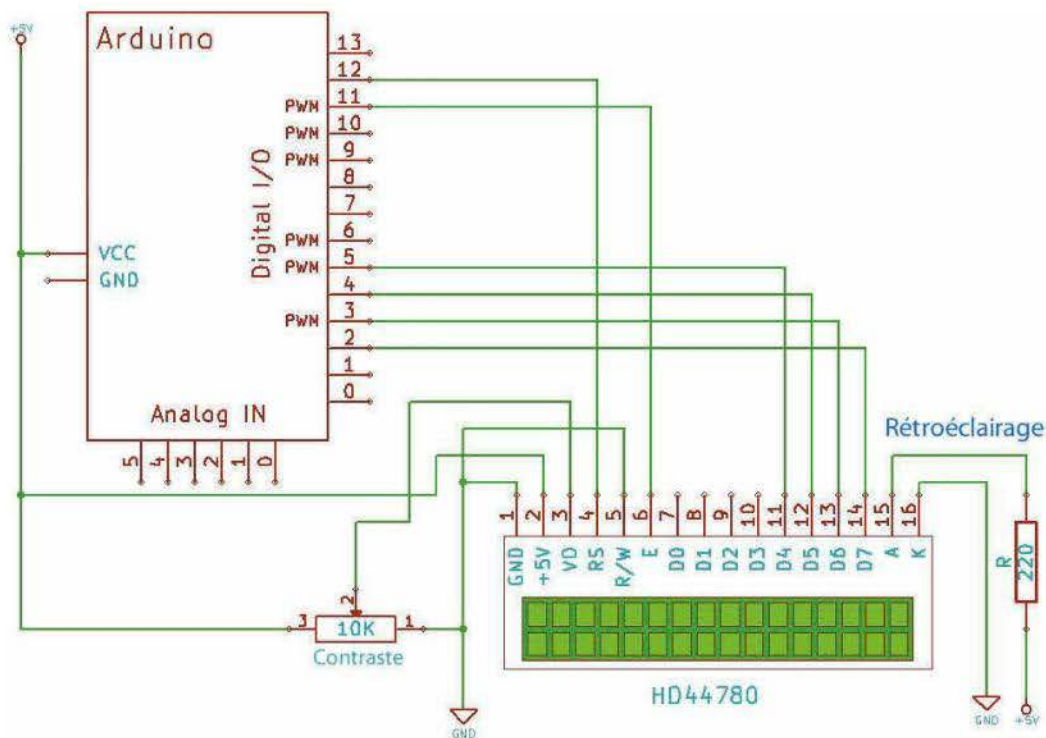 +5V
Arduino
13
12
PWM 11
PWM 10
PWM 9
8
7
PWM 6
PWM 5
4
PWM 3
2
1
0
Digital I/O
VCC
GND
Analog IN
5 4 3 2 1 0
Rétroéclairage
1 2 3 4 5 6 7 8 9 10 11 12 13 14 15 16
GND +5V VO RS R/W E D0 D1 D2 D3 D4 D5 D6 D7 A K
R
220
2
3 10K 1
Contraste
HD44780
GND
GND
+5V